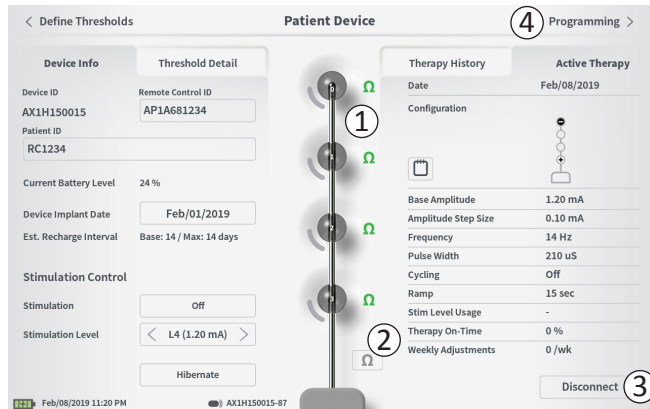 < Define Thresholds
Patient Device
4
Programming >
Device Info
Threshold Detail
Device ID
Remote Control ID
AX1H150015
AP1A681234
Patient ID
RC1234
Current Battery Level 24 %
Device Implant Date Feb/01/2019
Est. Recharge Interval Base: 14 / Max: 14 days
Stimulation Control
Stimulation Off
Stimulation Level < L4 (1.20 mA) >
Hibernate
Feb/08/2019 11:20 PM
AX1H150015-87
0 Ω
1
1 Ω
2 Ω
3 Ω
2
Ω
Therapy History
Active Therapy
Date Feb/08/2019
Configuration
Base Amplitude 1.20 mA
Amplitude Step Size 0.10 mA
Frequency 14 Hz
Pulse Width 210 uS
Cycling Off
Ramp 15 sec
Stim Level Usage -
Therapy On-Time 0 %
Weekly Adjustments 0 /wk
Disconnect
3